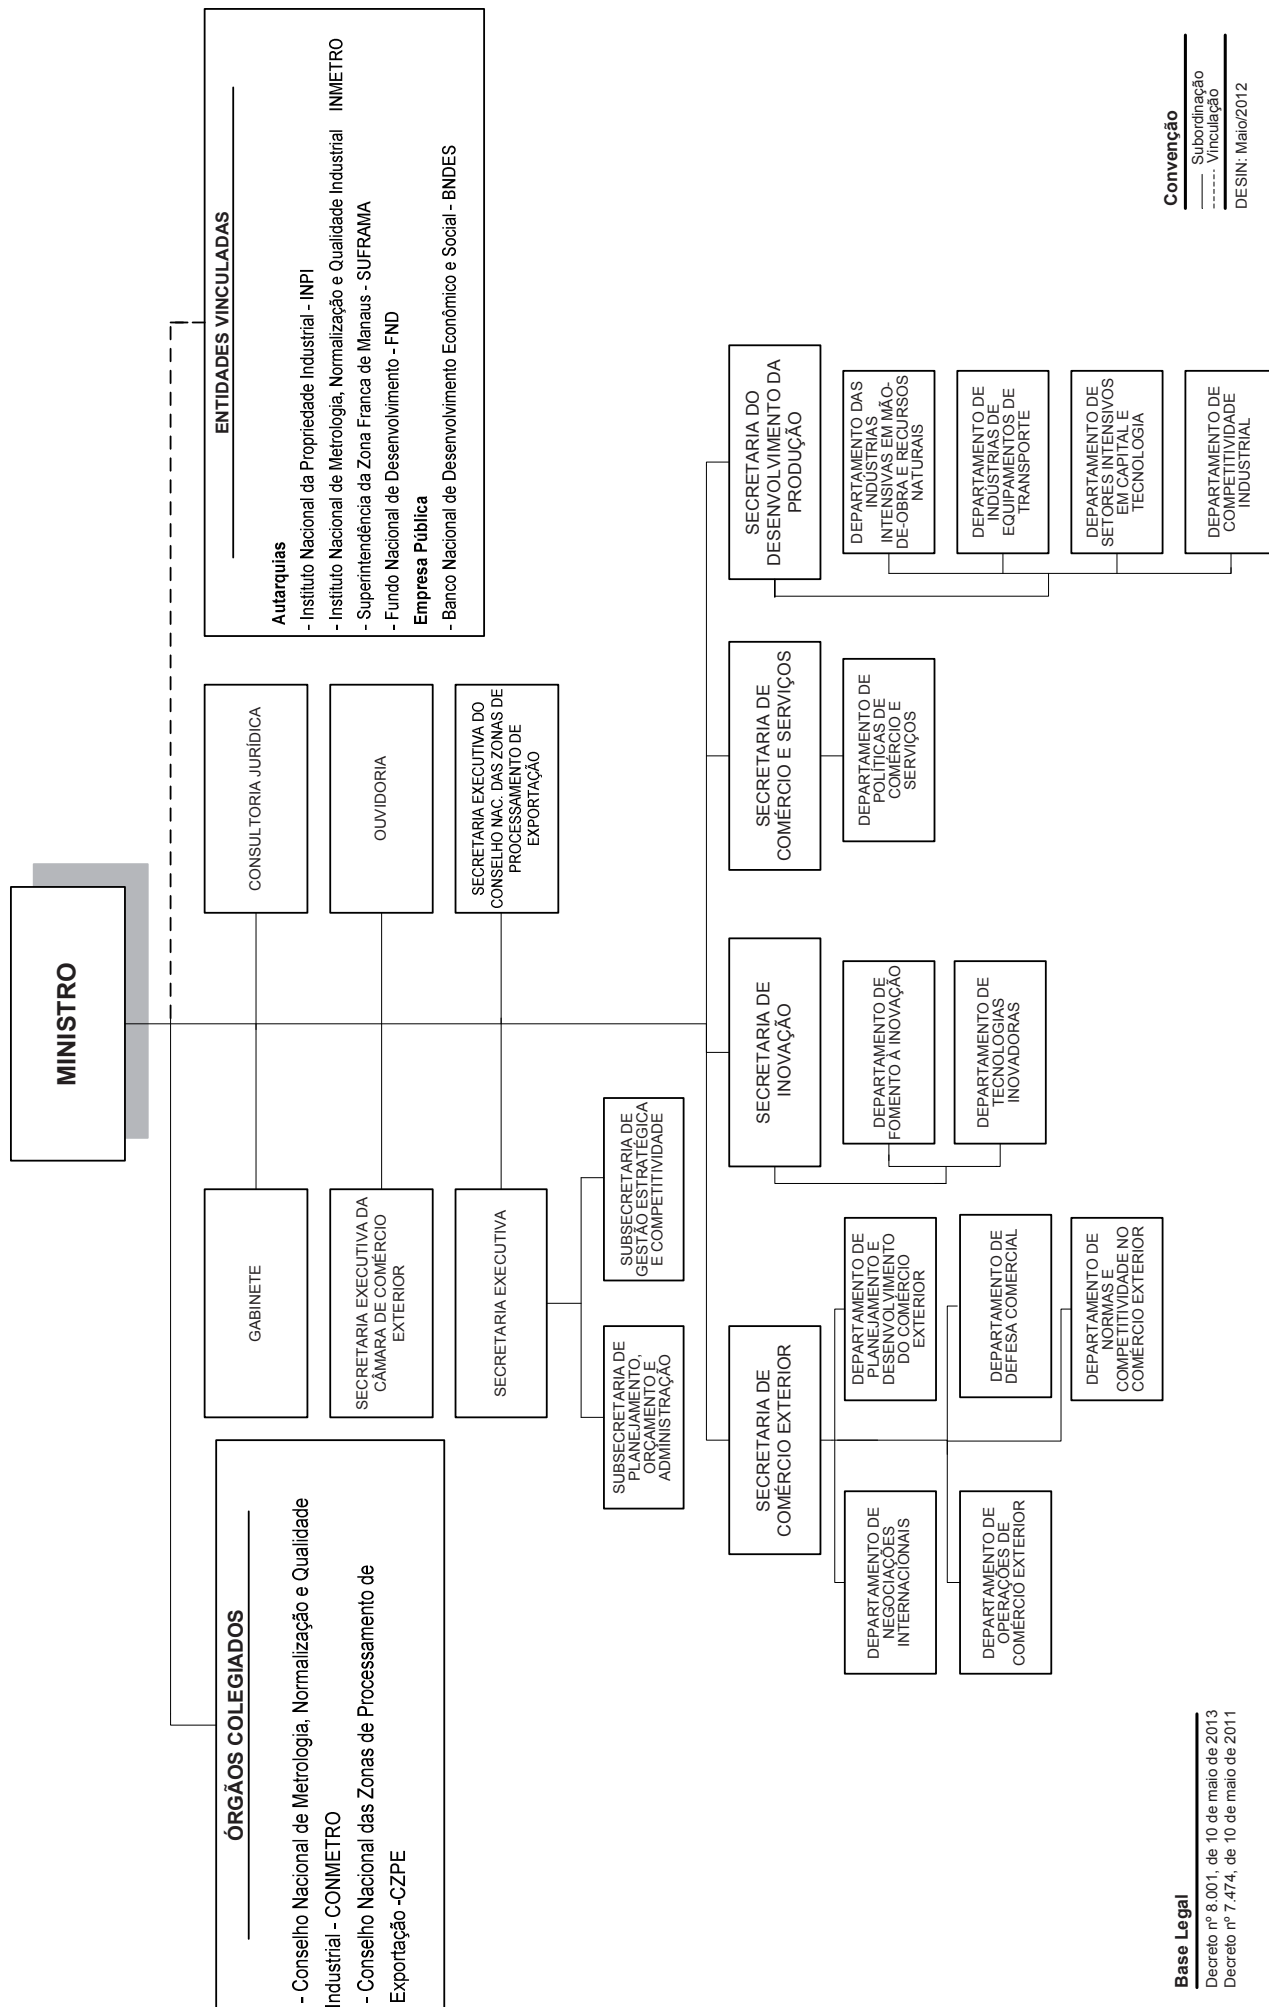 MINISTRO
ÓRGÃOS COLEGIADOS
- Conselho Nacional de Metrologia, Normalização e Qualidade
Industrial - CONMETRO
- Conselho Nacional das Zonas de Processamento de
Exportação -CZPE
GABINETE
CONSULTORIA JURÍDICA
SECRETARIA EXECUTIVA DA
CÂMARA DE COMÉRCIO
EXTERIOR
OUVIDORIA
SECRETARIA EXECUTIVA
SECRETARIA EXECUTIVA DO
CONSELHO NAC. DAS ZONAS DE
PROCESSAMENTO DE
EXPORTAÇÃO
SUBSECRETARIA DE
PLANEJAMENTO,
ORÇAMENTO E
ADMINISTRAÇÃO
SUBSECRETARIA DE
GESTÃO ESTRATÉGICA
E COMPETITIVIDADE
ENTIDADES VINCULADAS
Autarquias
- Instituto Nacional da Propriedade Industrial - INPI
- Instituto Nacional de Metrologia, Normalização e Qualidade Industrial INMETRO
- Superintendência da Zona Franca de Manaus - SUFRAMA
- Fundo Nacional de Desenvolvimento - FND
Empresa Pública
- Banco Nacional de Desenvolvimento Econômico e Social - BNDES
SECRETARIA DE
COMÉRCIO EXTERIOR
DEPARTAMENTO DE
NEGOCIAÇÕES
INTERNACIONAIS
DEPARTAMENTO DE
PLANEJAMENTO E
DESENVOLVIMENTO
DO COMÉRCIO
EXTERIOR
DEPARTAMENTO DE
OPERAÇÕES DE
COMÉRCIO EXTERIOR
DEPARTAMENTO DE
DEFESA COMERCIAL
DEPARTAMENTO DE
NORMAS E
COMPETITIVIDADE NO
COMÉRCIO EXTERIOR
SECRETARIA DE
INOVAÇÃO
DEPARTAMENTO DE
FOMENTO À INOVAÇÃO
DEPARTAMENTO DE
TECNOLOGIAS
INOVADORAS
SECRETARIA DE
COMÉRCIO E SERVIÇOS
DEPARTAMENTO DE
POLÍTICAS DE
COMÉRCIO E
SERVIÇOS
SECRETARIA DO
DESENVOLVIMENTO DA
PRODUÇÃO
DEPARTAMENTO DAS
INDÚSTRIAS
INTENSIVAS EM MÃO-
DE-OBRA E RECURSOS
NATURAIS
DEPARTAMENTO DE
INDÚSTRIAS DE
EQUIPAMENTOS DE
TRANSPORTE
DEPARTAMENTO DE
SETORES INTENSIVOS
EM CAPITAL E
TECNOLOGIA
DEPARTAMENTO DE
COMPETITIVIDADE
INDUSTRIAL
Base Legal
Decreto nº 8.001, de 10 de maio de 2013
Decreto nº 7.474, de 10 de maio de 2011
Convenção
Subordinação
Vinculação
DESIN: Maio/2012